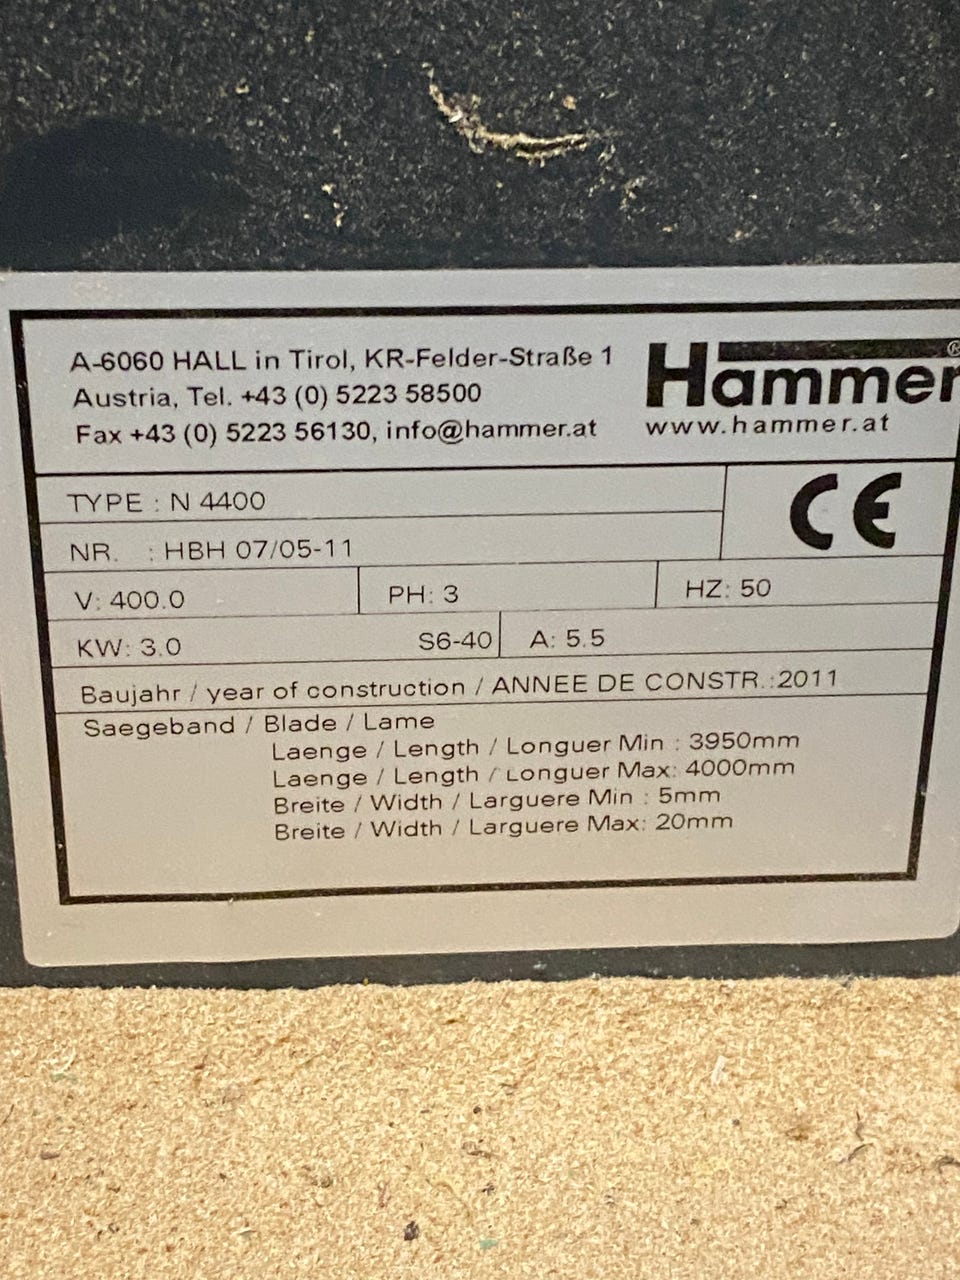 A-6060 HALL in Tirol, KR-Felder-Straße 1
Austria, Tel. +43 (0) 5223 58500
Fax +43 (0) 5223 56130, info@hammer.at
Hammer®
www.hammer.at
TYPE : N 4400
CE
NR. : HBH 07/05-11
V: 400.0 PH: 3 HZ: 50
KW: 3.0 S6-40 A: 5.5
Baujahr / year of construction / ANNEE DE CONSTR.:2011
Saegeband / Blade / Lame
Laenge / Length / Longuer Min : 3950mm
Laenge / Length / Longuer Max: 4000mm
Breite / Width / Larguere Min : 5mm
Breite / Width / Larguere Max: 20mm